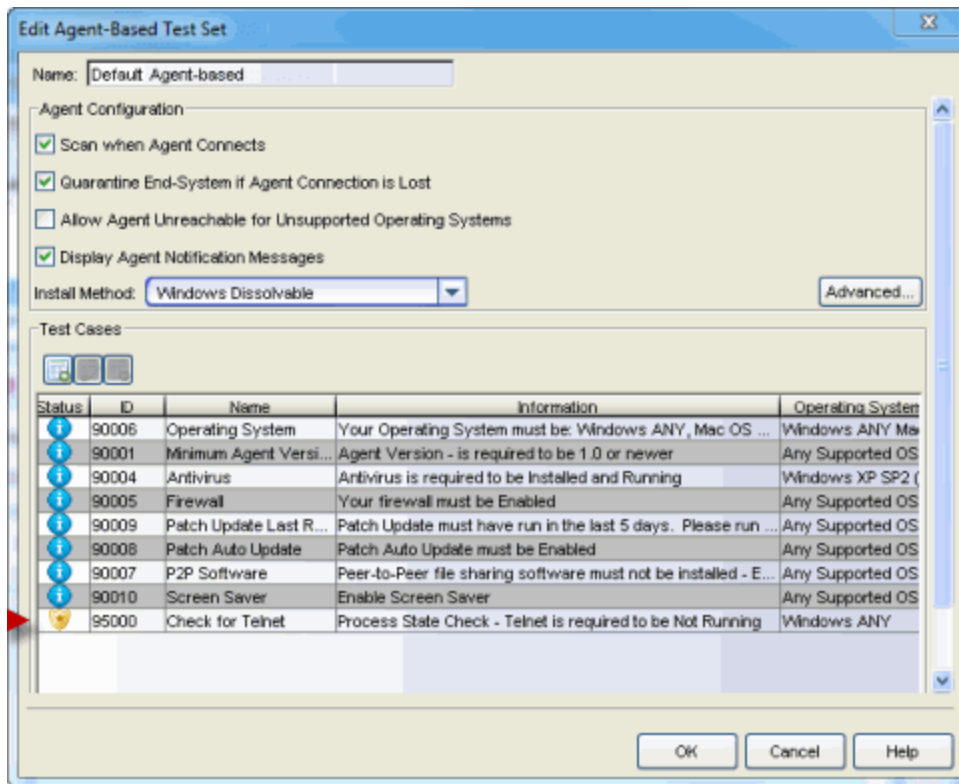 Edit Agent-Based Test Set
Name: Default Agent-based
Agent Configuration
Scan when Agent Connects
Quarantine End-System if Agent Connection is Lost
Allow Agent Unreachable for Unsupported Operating Systems
Display Agent Notification Messages
Install Method: Windows Dissolvable Advanced...
Test Cases
Status ID Name Information Operating System
90006 Operating System Your Operating System must be: Windows ANY, Mac OS ... Windows ANY Mac
90001 Minimum Agent Versi... Agent Version - is required to be 1.0 or newer Any Supported OS
90004 Antivirus Antivirus is required to be Installed and Running Windows XP SP2 (
90005 Firewall Your firewall must be Enabled Any Supported OS
90009 Patch Update Last R... Patch Update must have run in the last 5 days. Please run ... Any Supported OS
90008 Patch Auto Update Patch Auto Update must be Enabled Any Supported OS
90007 P2P Software Peer-to-Peer file sharing software must not be installed - E... Any Supported OS
90010 Screen Saver Enable Screen Saver Any Supported OS
95000 Check for Telnet Process State Check - Telnet is required to be Not Running Windows ANY
OK Cancel Help